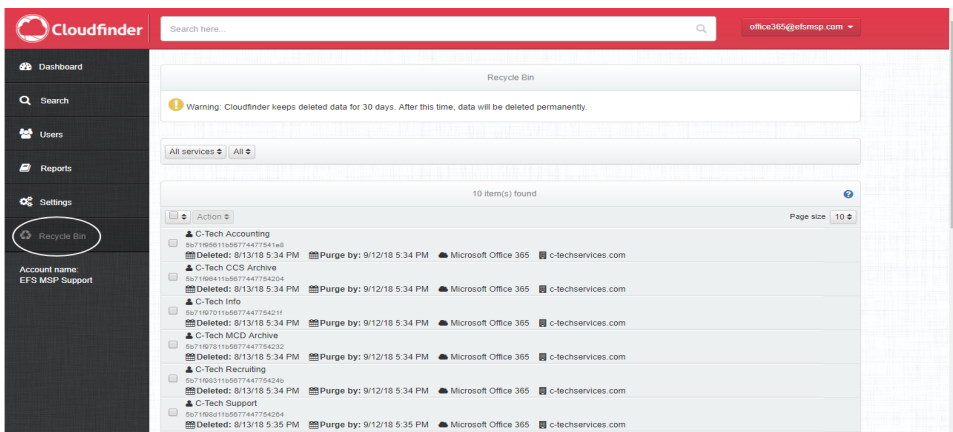 Cloudfinder
Search here...
office365@efsmsp.com
Dashboard
Search
Users
Reports
Settings
Recycle Bin
Account name:
EFS MSP Support
Recycle Bin
Warning: Cloudfinder keeps deleted data for 30 days. After this time, data will be deleted permanently.
All services All
10 item(s) found
Action Page size 10
C-Tech Accounting
Deleted: 8/13/18 5:34 PM Purge by: 9/12/18 5:34 PM Microsoft Office 365 c-techservices.com
C-Tech CCS Archive
Deleted: 8/13/18 5:34 PM Purge by: 9/12/18 5:34 PM Microsoft Office 365 c-techservices.com
C-Tech Info
Deleted: 8/13/18 5:34 PM Purge by: 9/12/18 5:34 PM Microsoft Office 365 c-techservices.com
C-Tech MCD Archive
Deleted: 8/13/18 5:34 PM Purge by: 9/12/18 5:34 PM Microsoft Office 365 c-techservices.com
C-Tech Recruiting
Deleted: 8/13/18 5:34 PM Purge by: 9/12/18 5:34 PM Microsoft Office 365 c-techservices.com
C-Tech Support
Deleted: 8/13/18 5:35 PM Purge by: 9/12/18 5:35 PM Microsoft Office 365 c-techservices.com